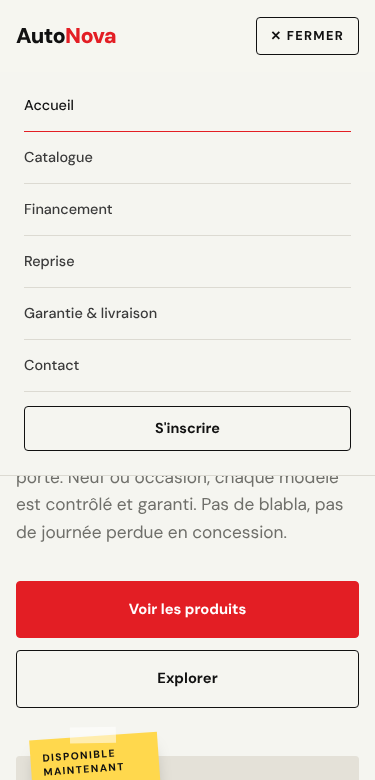 AutoNova
✕ FERMER
Accueil
Catalogue
Financement
Reprise
Garantie & livraison
Contact
S'inscrire
porte. Neuf ou occasion, chaque modèle
est contrôlé et garanti. Pas de blabla, pas
de journée perdue en concession.
Voir les produits
Explorer
DISPONIBLE
MAINTENANT